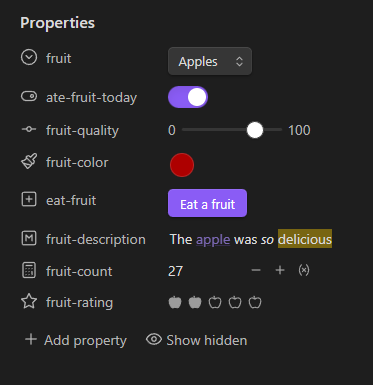 Properties
fruit Apples
ate-fruit-today
fruit-quality 0 100
fruit-color
eat-fruit Eat a fruit
fruit-description The apple was so delicious
fruit-count 27 − + (x)
fruit-rating
+ Add property Show hidden